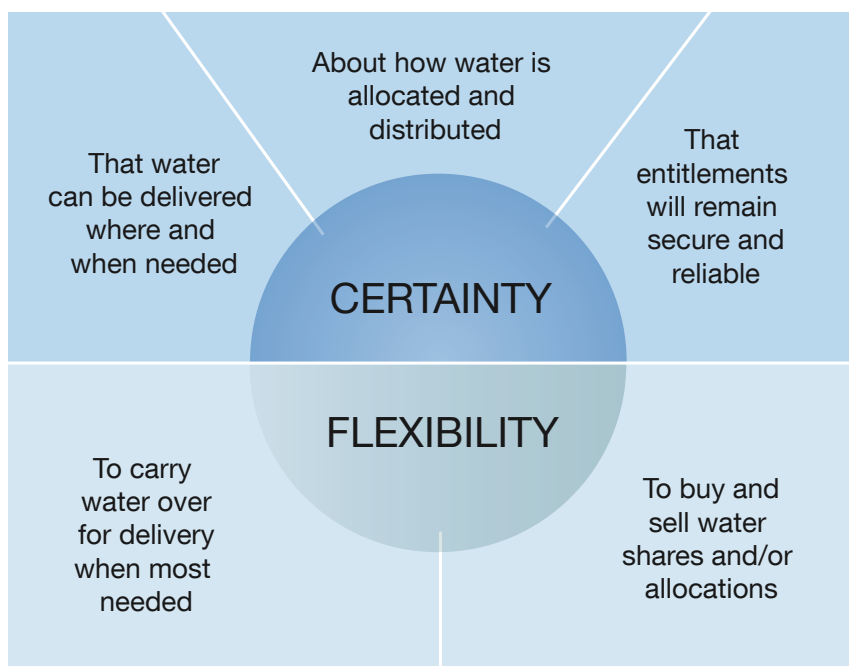 About how water is
allocated and
distributed
That water
can be delivered
where and
when needed
That
entitlements
will remain
secure and
reliable
CERTAINTY
FLEXIBILITY
To carry
water over
for delivery
when most
needed
To buy and
sell water
shares and/or
allocations